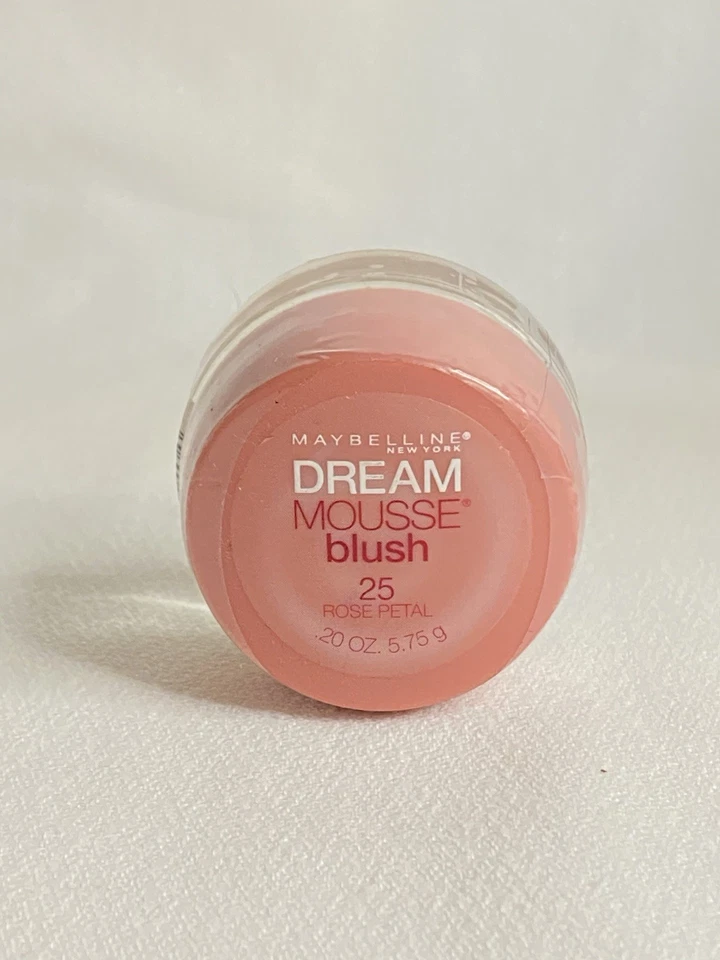 MAYBELLINE®
NEW YORK
DREAM
MOUSSE®
blush
25
ROSE PETAL
.20 OZ. 5.75 g